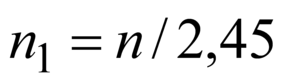 n₁ = n / 2,45